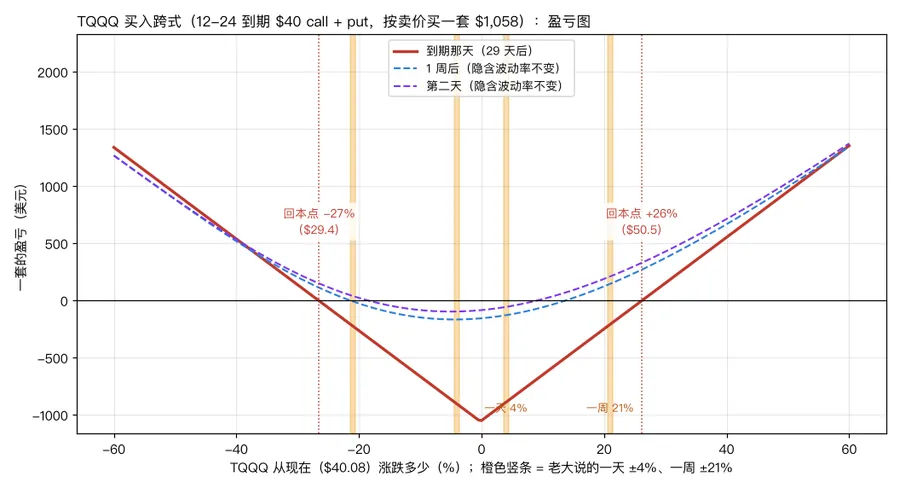 TQQQ 买入跨式（12–24 到期 $40 call + put，按卖价买一套 $1,058）：盈亏图
到期那天（29 天后）
1 周后（隐含波动率不变）
第二天（隐含波动率不变）
一套的盈亏（美元）
2000
1500
1000
500
0
−500
−1000
回本点 −27%
($29.4)
回本点 +26%
($50.5)
一天 4%
一周 21%
−60
−40
−20
0
20
40
60
TQQQ 从现在（$40.08）涨跌多少（%）；橙色竖条 = 老大说的一天 ±4%、一周 ±21%